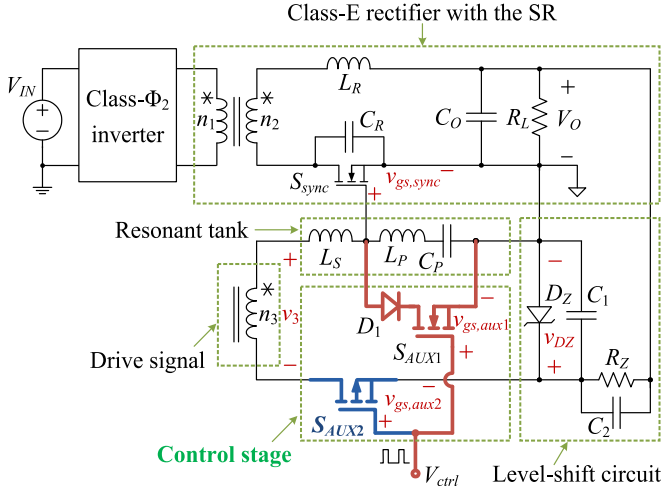 Class-E rectifier with the SR
V_IN
+
−
Class-Φ₂
inverter
*
n₁
*
n₂
L_R
C_R
S_sync
+
v_gs,sync
−
C_O
R_L
+
V_O
−
Resonant tank
+
L_S
L_P
C_P
*
n₃
v₃
−
Drive signal
D₁
−
v_gs,aux1
+
S_AUX1
−
D_Z
v_DZ
+
C₁
R_Z
C₂
S_AUX2
−
v_gs,aux2
+
Control stage
V_ctrl
Level-shift circuit